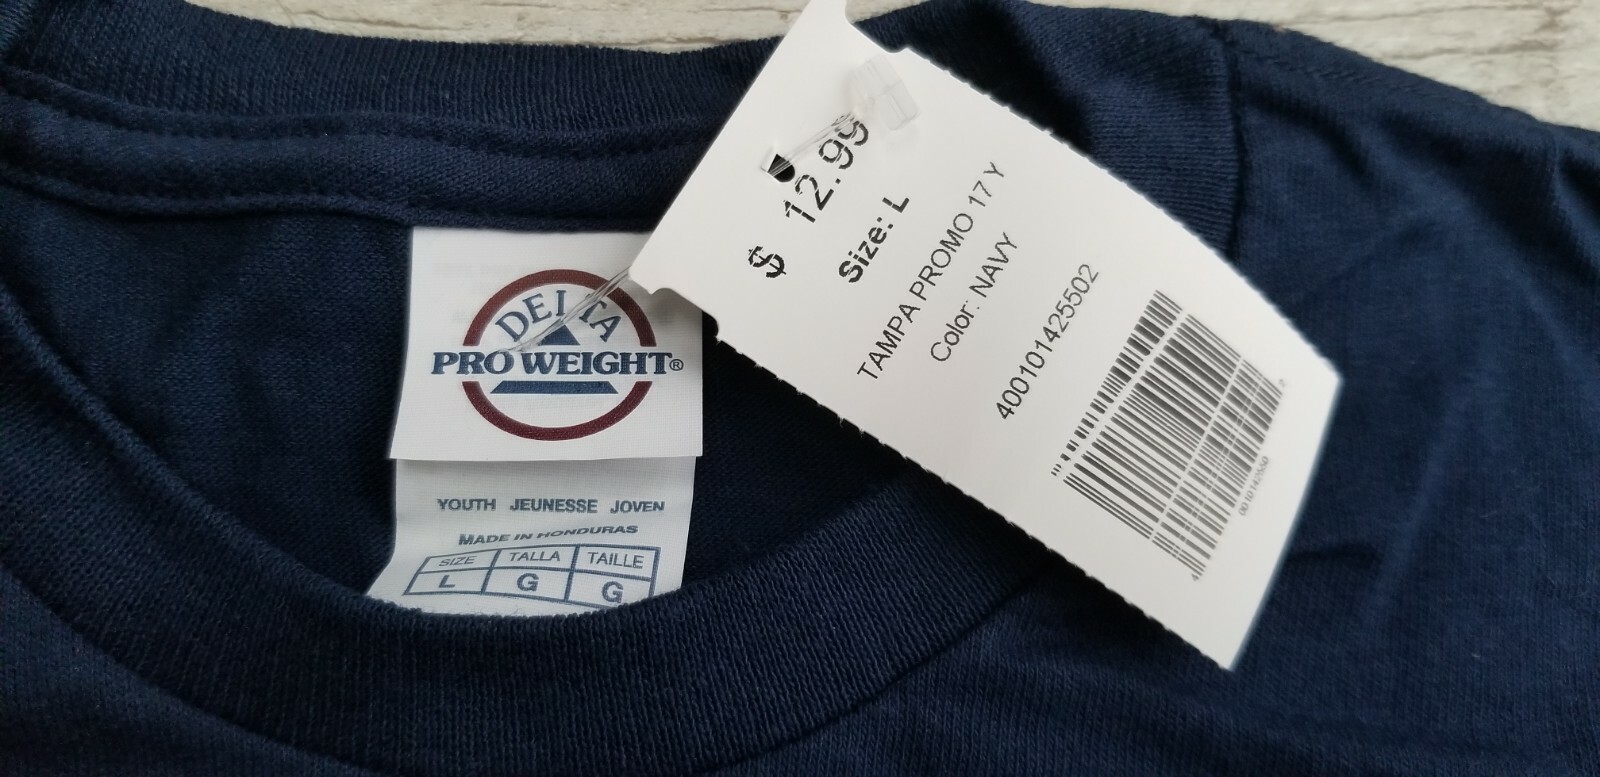 DELTA
PRO WEIGHT®
YOUTH JEUNESSE JOVEN
MADE IN HONDURAS
SIZE TALLA TAILLE
L G G
$ 12.99
Size: L
TAMPA PROMO 17 Y
Color: NAVY
400101425502